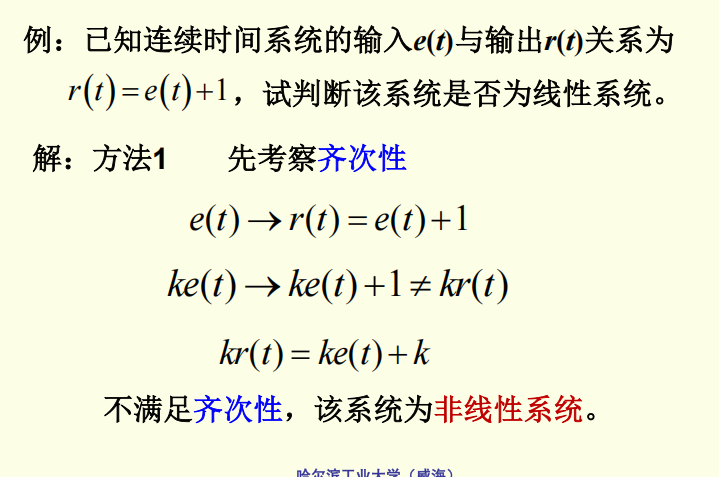 例：已知连续时间系统的输入e(t)与输出r(t)关系为
r(t)=e(t)+1，试判断该系统是否为线性系统。
解：方法1 先考察齐次性
e(t)→r(t)=e(t)+1
ke(t)→ke(t)+1≠kr(t)
kr(t)=ke(t)+k
不满足齐次性，该系统为非线性系统。
哈尔滨工业大学（威海）